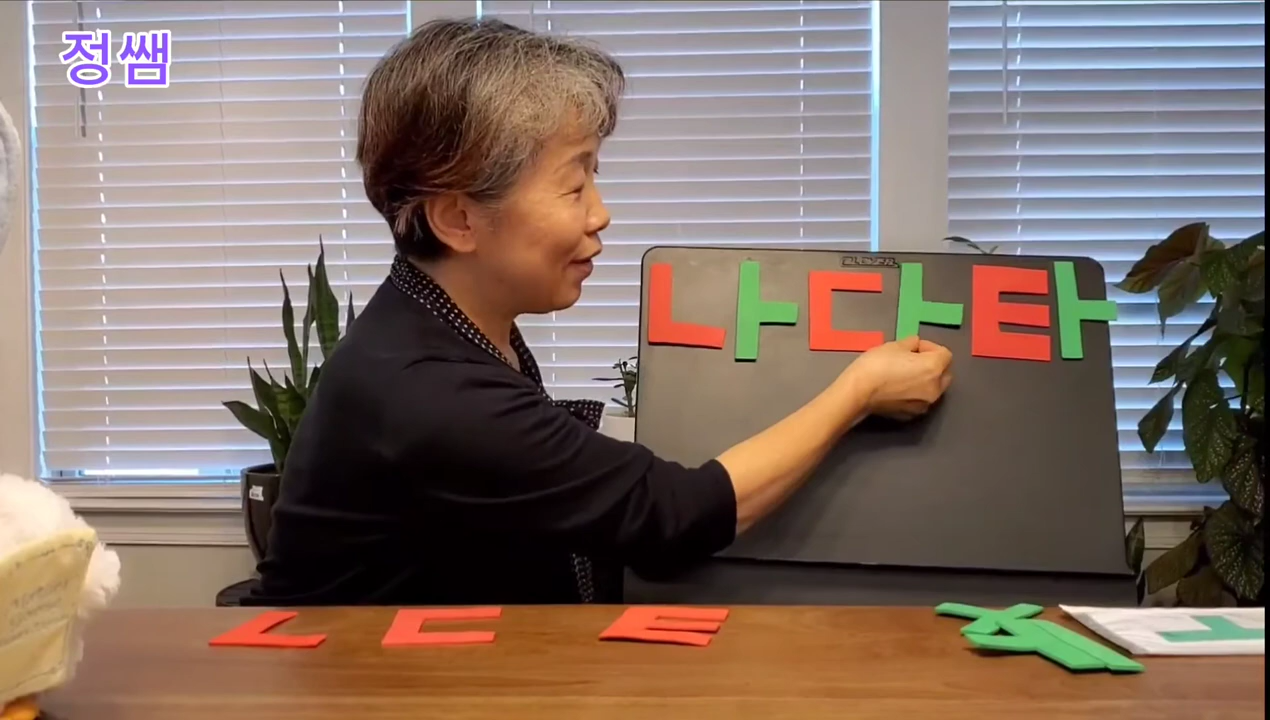 정쌤
나 다 타
ㄴ ㄷ ㅌ